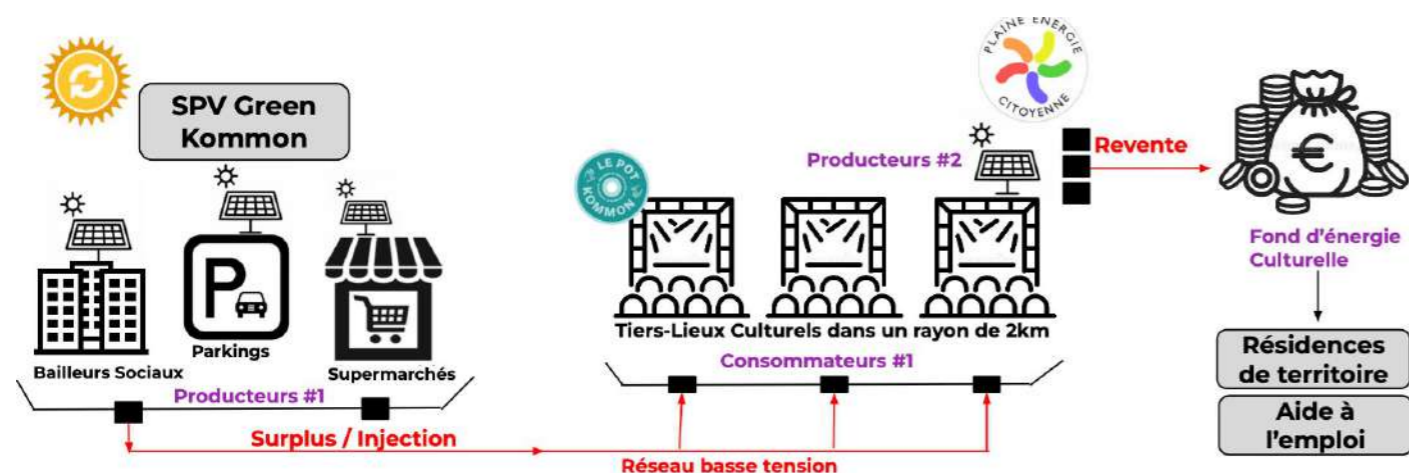 SPV Green
Kommon
PLAINE ENERGIE
CITOYENNE
LE POT
KOMMON
Producteurs #2
Revente
€
P
Bailleurs Sociaux
Parkings
Supermarchés
Producteurs #1
Tiers-Lieux Culturels dans un rayon de 2km
Consommateurs #1
Surplus / Injection
Réseau basse tension
Fond d'énergie
Culturelle
Résidences
de territoire
Aide à
l'emploi